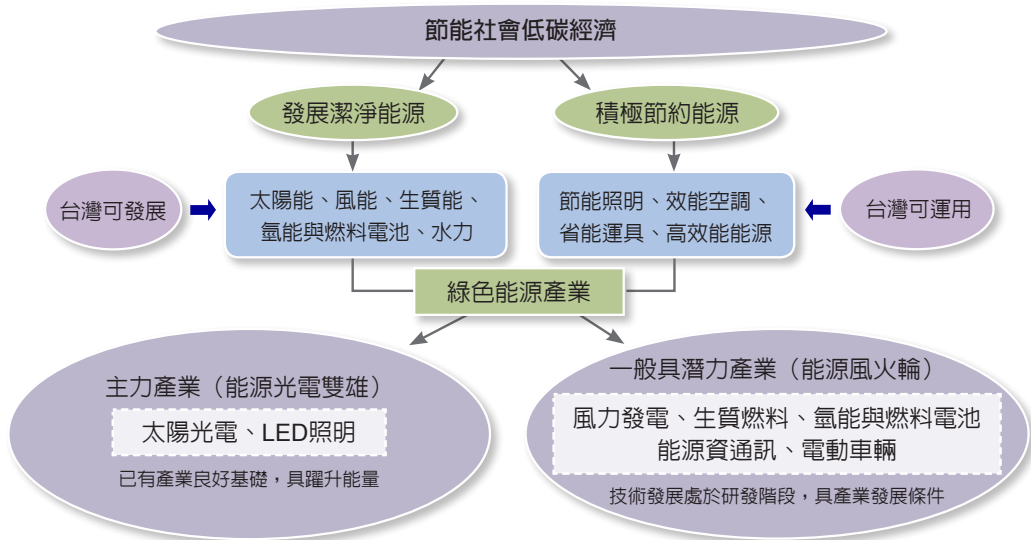 節能社會低碳經濟
發展潔淨能源
積極節約能源
台灣可發展
太陽能、風能、生質能、
氫能與燃料電池、水力
節能照明、效能空調、
省能運具、高效能能源
台灣可運用
綠色能源產業
主力產業（能源光電雙雄）
太陽光電、LED照明
已有產業良好基礎，具躍升能量
一般具潛力產業（能源風火輪）
風力發電、生質燃料、氫能與燃料電池
能源資通訊、電動車輛
技術發展處於研發階段，具產業發展條件